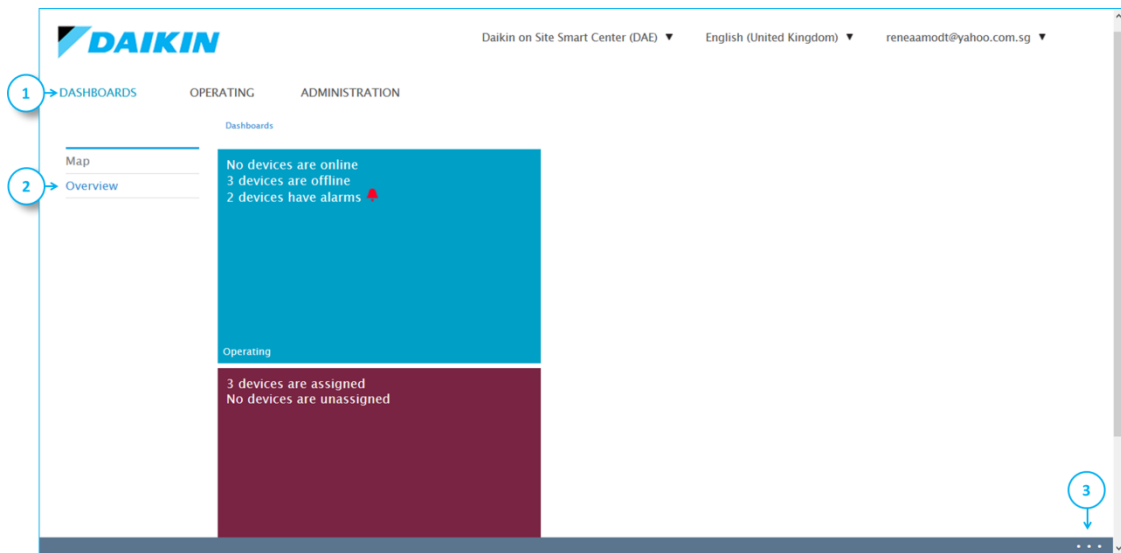 DAIKIN
Daikin on Site Smart Center (DAE) ▼ English (United Kingdom) ▼ reneaamodt@yahoo.com.sg ▼
1 DASHBOARDS OPERATING ADMINISTRATION
Dashboards
Map
2 Overview
No devices are online
3 devices are offline
2 devices have alarms
Operating
3 devices are assigned
No devices are unassigned
3
...